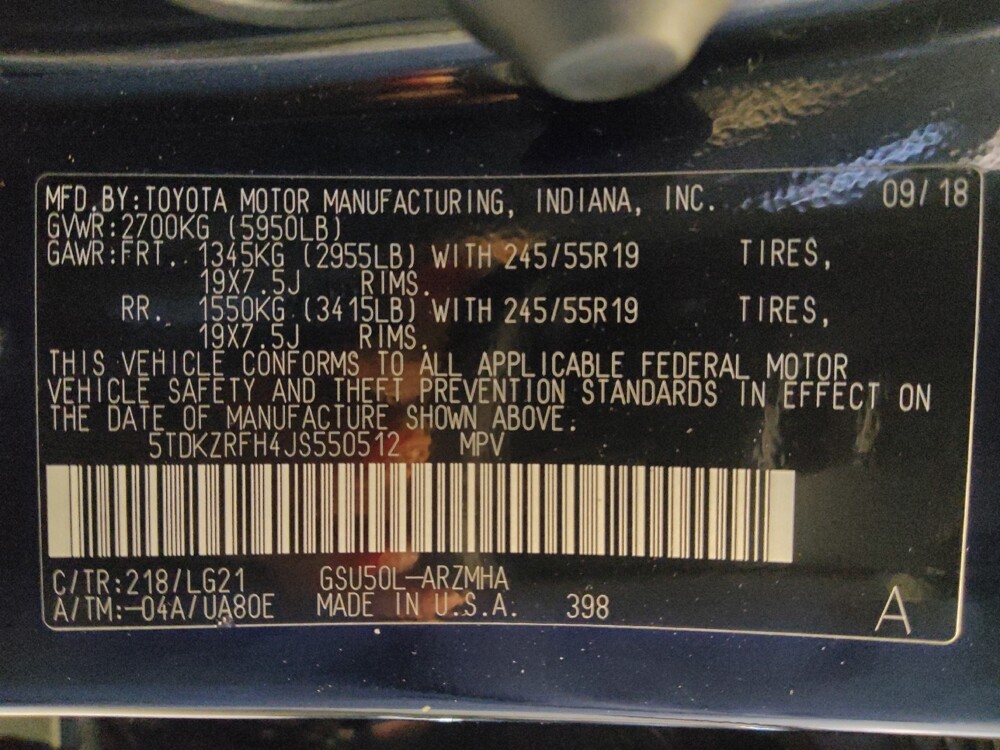 MFD.BY:TOYOTA MOTOR MANUFACTURING, INDIANA, INC. 09/18
GVWR:2700KG (5950LB)
GAWR:FRT. 1345KG (2955LB) WITH 245/55R19 TIRES,
19X7.5J RIMS.
RR. 1550KG (3415LB) WITH 245/55R19 TIRES,
19X7.5J RIMS.
THIS VEHICLE CONFORMS TO ALL APPLICABLE FEDERAL MOTOR
VEHICLE SAFETY AND THEFT PREVENTION STANDARDS IN EFFECT ON
THE DATE OF MANUFACTURE SHOWN ABOVE.
5TDKZRFH4JS550512 MPV
C/TR:218/LG21 GSU50L-ARZMHA
A/TM:-04A/UA80E MADE IN U.S.A. 398 A